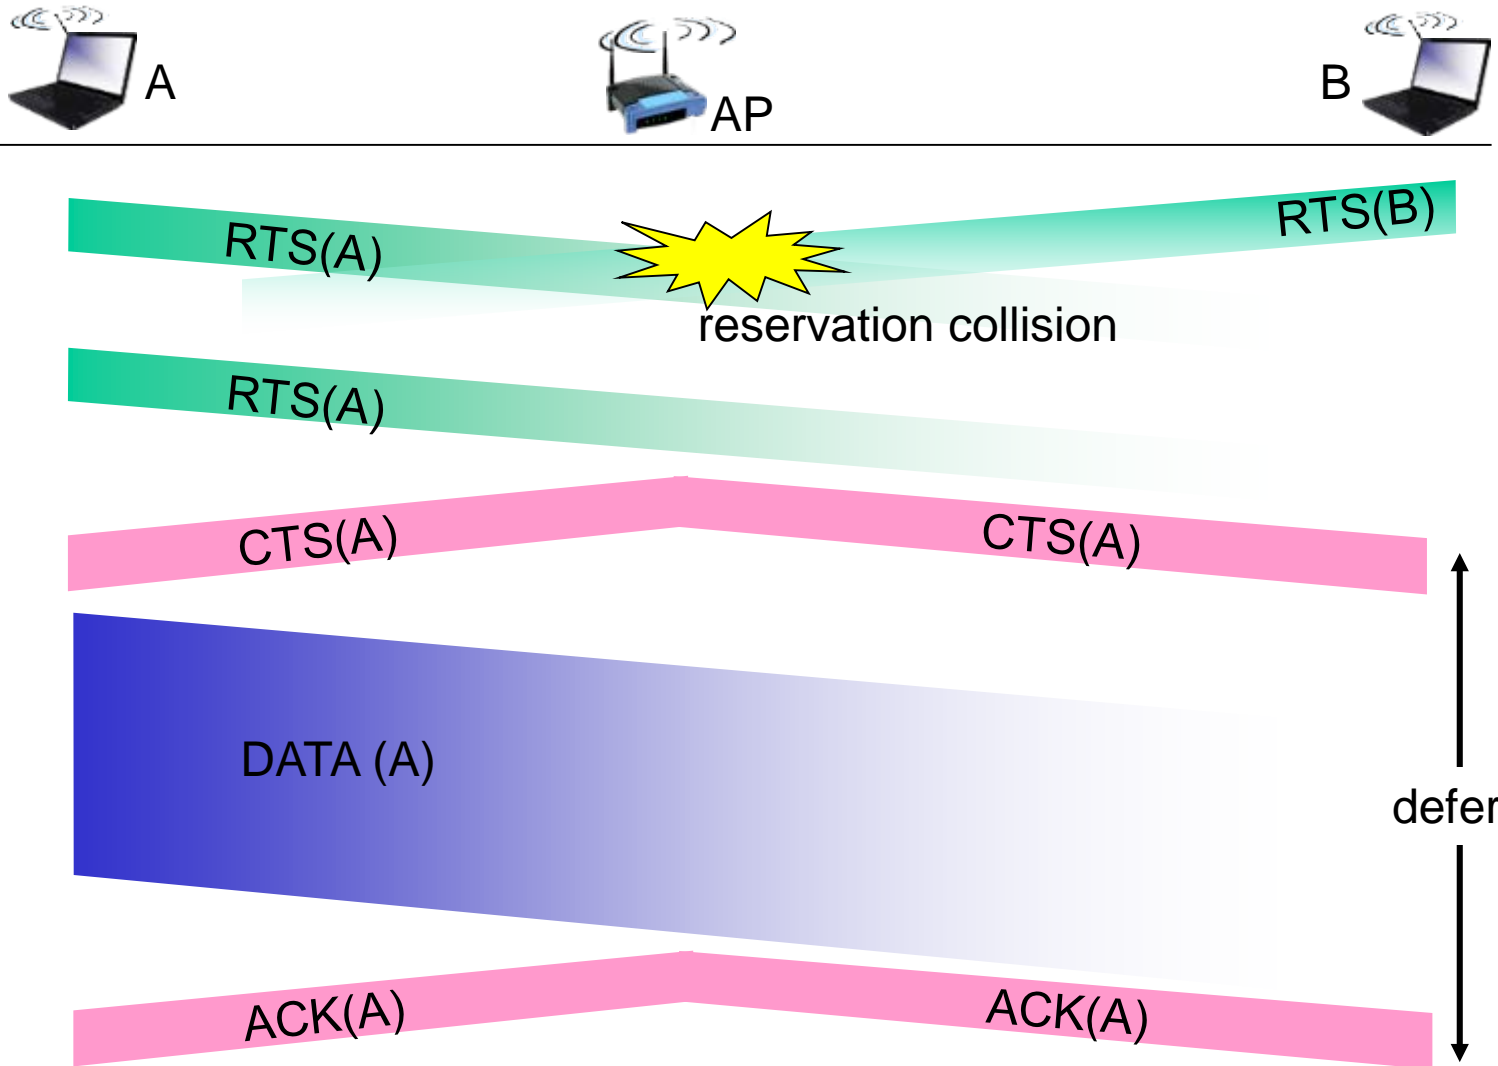 A
AP
B
RTS(A)
RTS(B)
reservation collision
RTS(A)
CTS(A)
CTS(A)
DATA (A)
defer
ACK(A)
ACK(A)